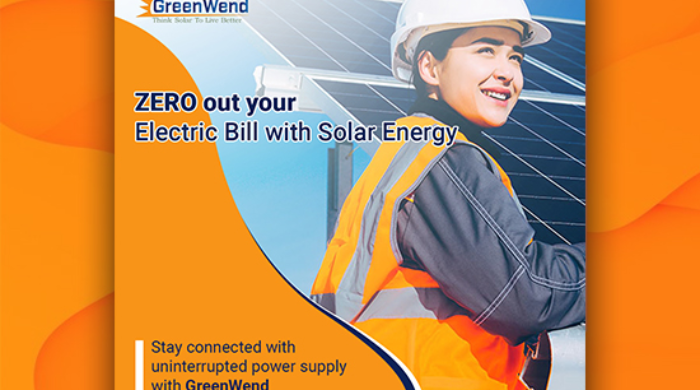 GreenWend
Think Solar To Live Better
ZERO out your
Electric Bill with Solar Energy
Stay connected with
uninterrupted power supply
with GreenWend